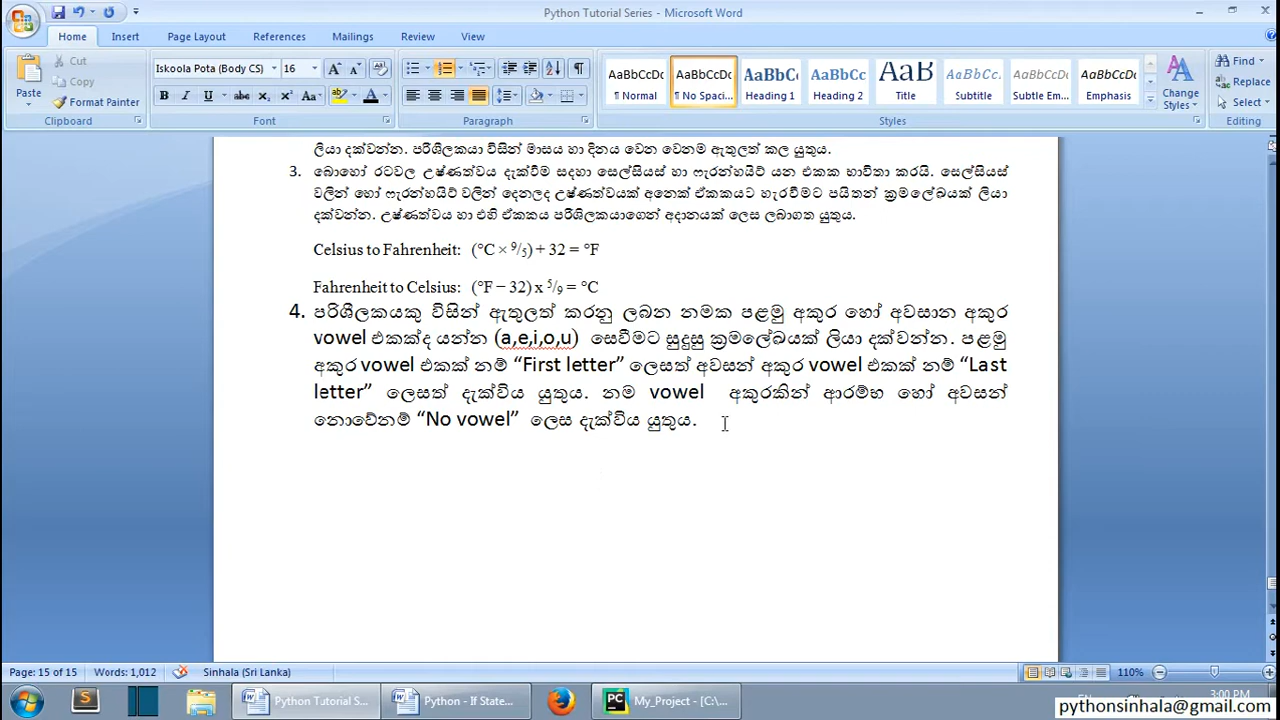 Python Tutorial Series - Microsoft Word
Home Insert Page Layout References Mailings Review View
Cut
Copy
Format Painter
Paste
Clipboard
Iskoola Pota (Body CS) 16
Font
Paragraph
AaBbCcDc AaBbCcDc AaBbC AaBbCc AaB AaBbCc. AaBbCcDc AaBbCcDc
¶ Normal ¶ No Spaci... Heading 1 Heading 2 Title Subtitle Subtle Em... Emphasis
Styles
Change Styles
Find
Replace
Select
Editing
ලියා දක්වන්න. පරිශීලකයා විසින් මාසය හා දිනය වෙන වෙනම ඇතුලත් කල යුතුය.
3. බොහෝ රටවල උෂ්ණත්වය දැක්වීම සඳහා සෙල්සියස් හා ෆැරන්හයිට් යන එකක භාවිතා කරයි. සෙල්සියස්
වලින් හෝ ෆැරන්හයිට් වලින් දෙනලද උෂ්ණත්වයක් අනෙක් ඒකකයට හැරවීමට පයිතන් ක්‍රමලේඛයක් ලියා
දක්වන්න. උෂ්ණත්වය හා එහි ඒකකය පරිශීලකයාගෙන් අදානයක් ලෙස ලබාගත යුතුය.
Celsius to Fahrenheit: (°C × 9/5) + 32 = °F
Fahrenheit to Celsius: (°F − 32) x 5/9 = °C
4. පරිශීලකයකු විසින් ඇතුලත් කරනු ලබන නමක පළමු අකුර හෝ අවසාන අකුර
vowel එකක්ද යන්න (a,e,i,o,u) සෙවීමට සුදුසු ක්‍රමලේඛයක් ලියා දක්වන්න. පළමු
අකුර vowel එකක් නම් “First letter” ලෙසත් අවසන් අකුර vowel එකක් නම් “Last
letter” ලෙසත් දැක්විය යුතුය. නම vowel අකුරකින් ආරම්භ හෝ අවසන්
නොවේනම් “No vowel” ලෙස දැක්විය යුතුය.
Page: 15 of 15 Words: 1,012 Sinhala (Sri Lanka) 110%
Python Tutorial S... Python - If State... My_Project - [C:\... EN 3:00 PM
pythonsinhala@gmail.com